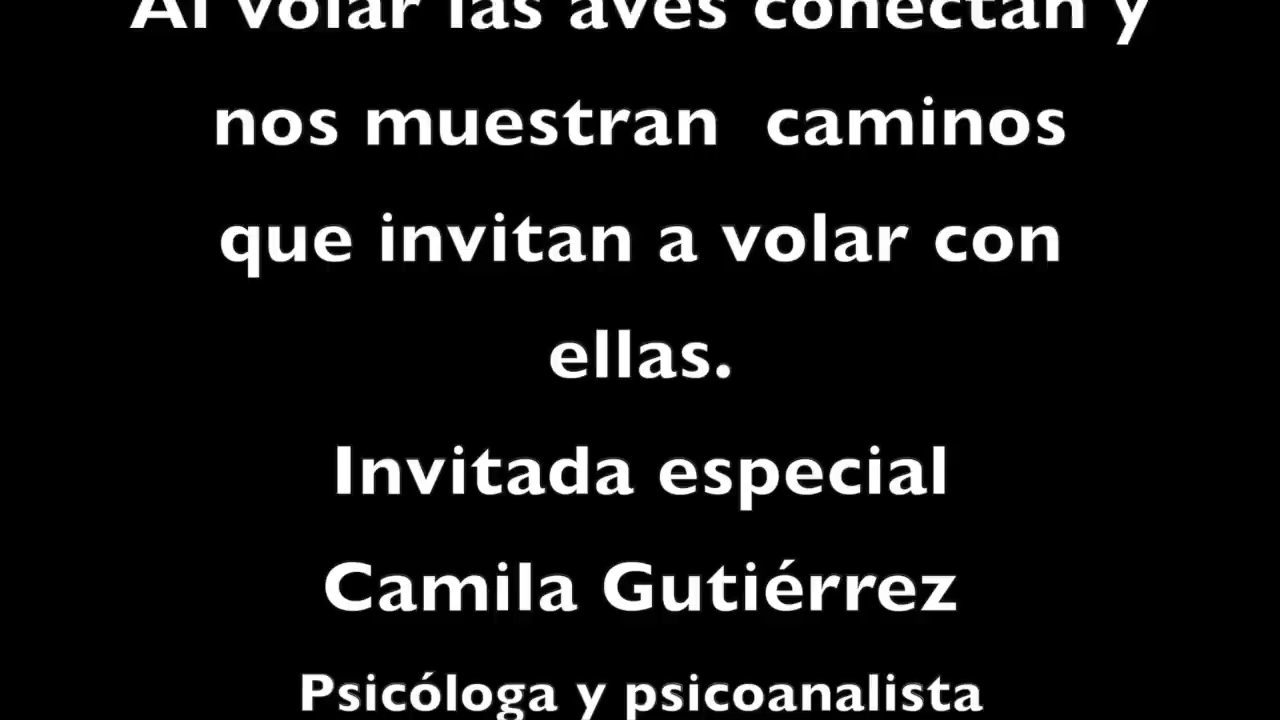 Al volar las aves conectan y
nos muestran  caminos
que invitan a volar con
ellas.
Invitada especial
Camila Gutiérrez
Psicóloga y psicoanalista